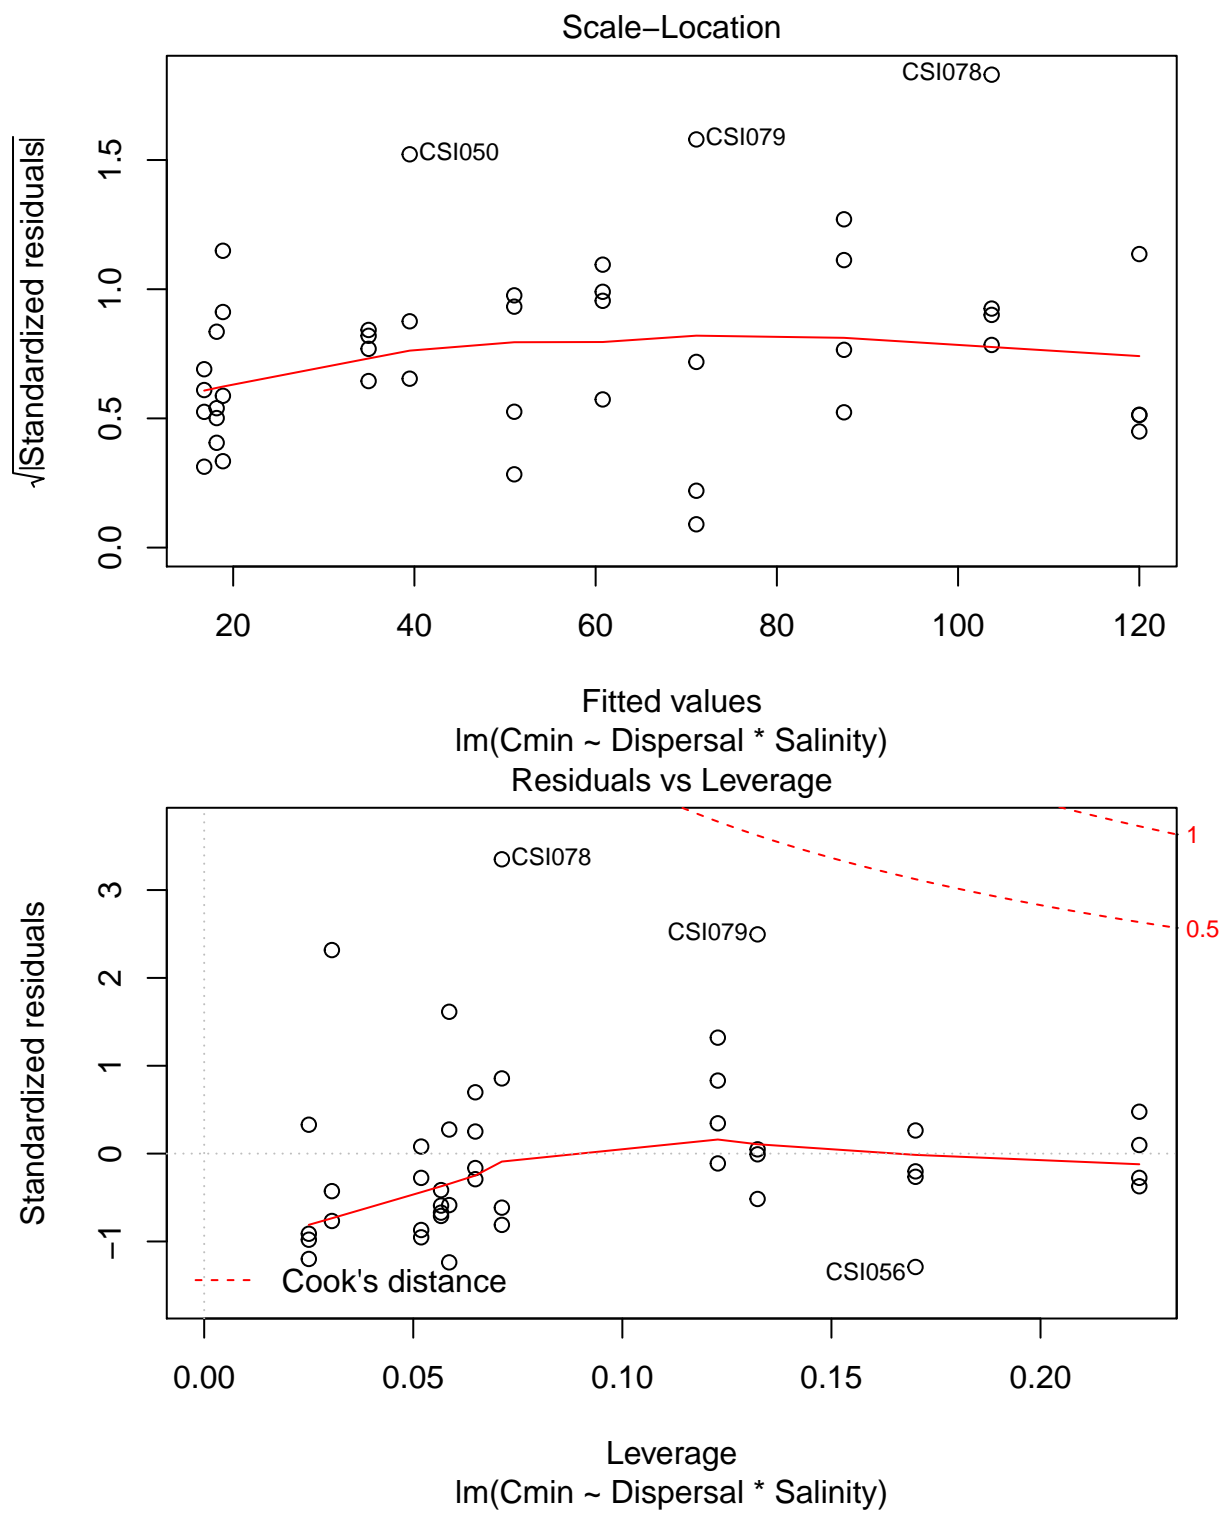 Scale−Location
√|Standardized residuals|
0.0
0.5
1.0
1.5
CSI078
CSI079
CSI050
20 40 60 80 100 120
Fitted values
lm(Cmin ~ Dispersal * Salinity)
Residuals vs Leverage
Standardized residuals
−1
0
1
2
3
1
0.5
CSI078
CSI079
CSI056
Cook's distance
0.00 0.05 0.10 0.15 0.20
Leverage
lm(Cmin ~ Dispersal * Salinity)